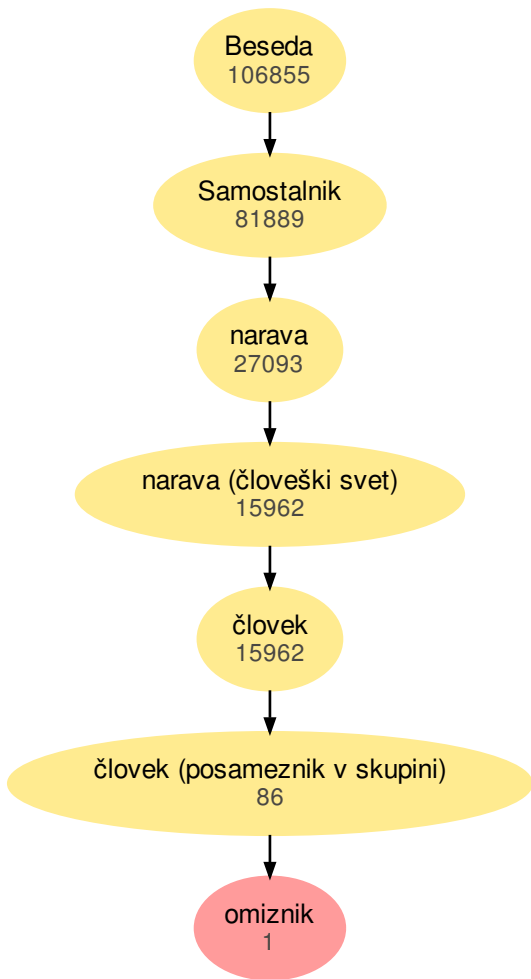 Beseda
106855
Samostalnik
81889
narava
27093
narava (človeški svet)
15962
človek
15962
človek (posameznik v skupini)
86
omiznik
1